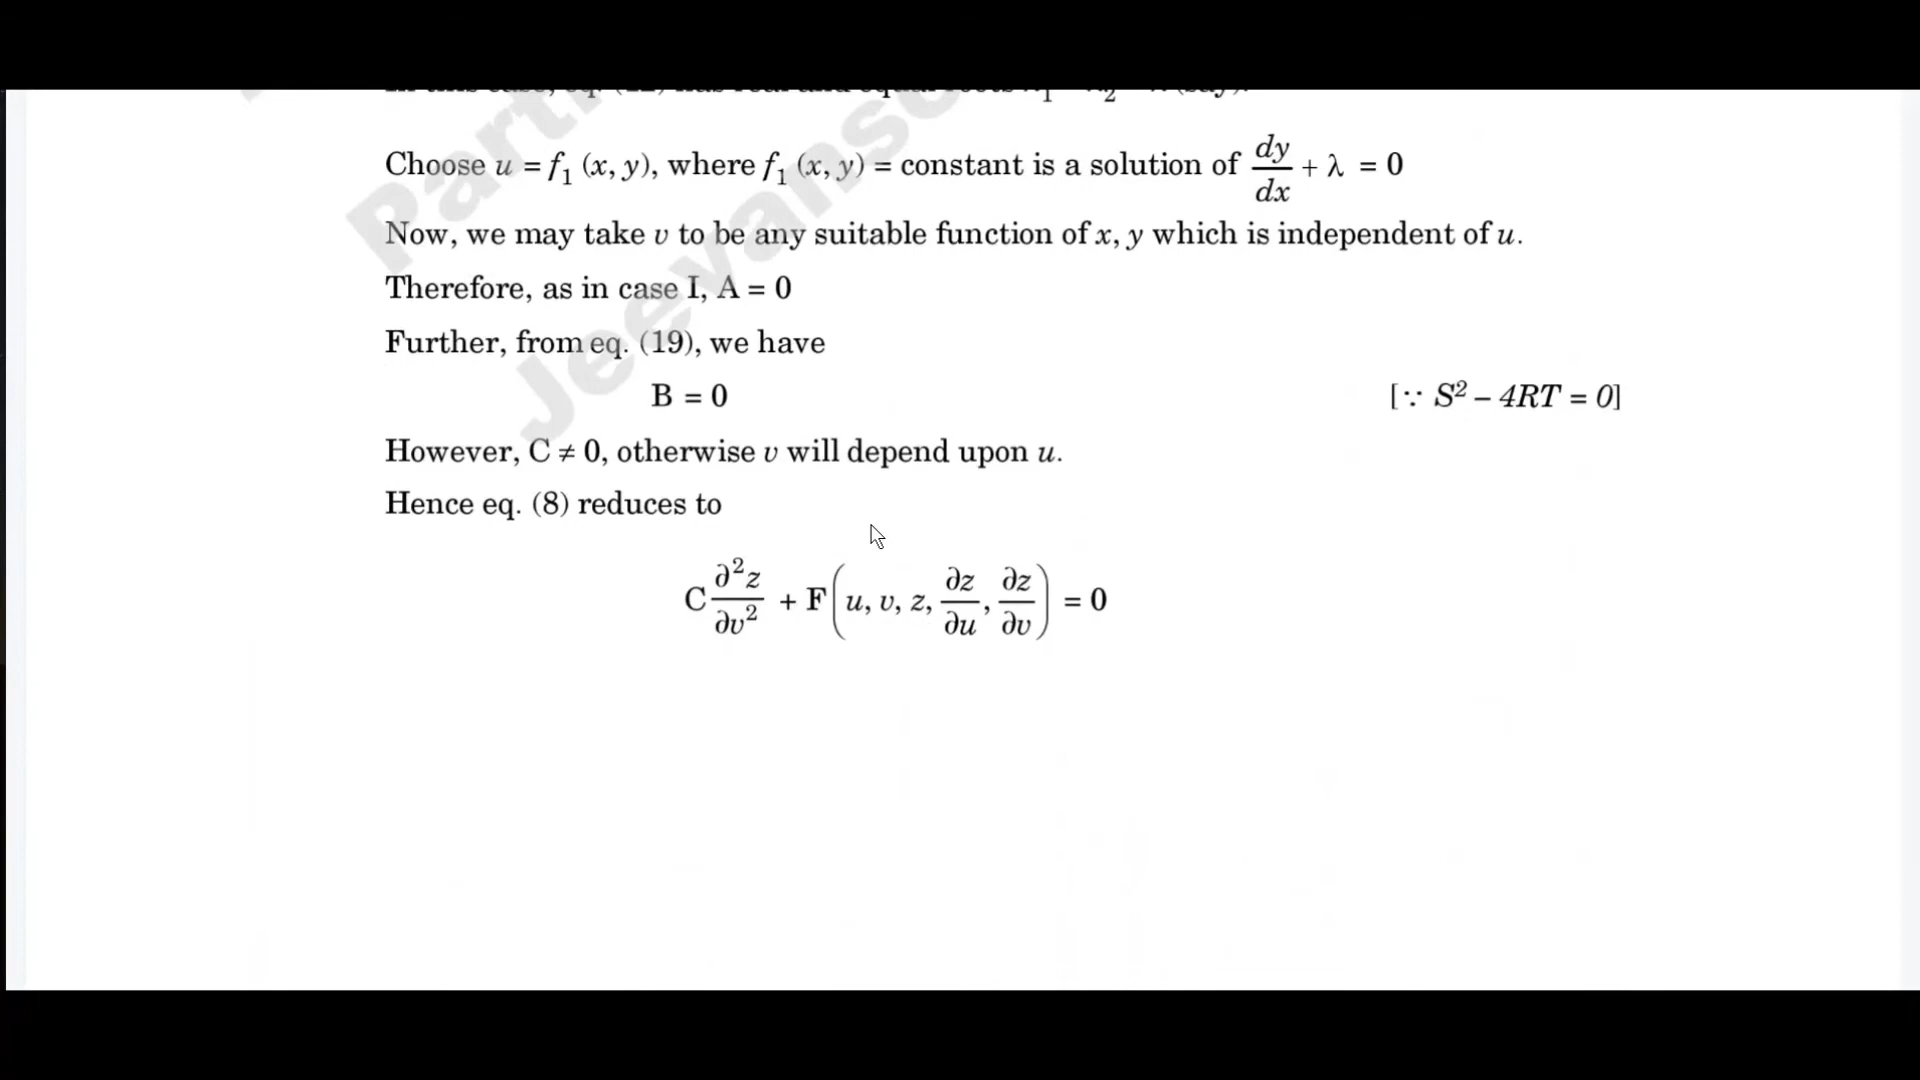 Choose u = f₁ (x, y), where f₁ (x, y) = constant is a solution of dy/dx + λ = 0
Now, we may take v to be any suitable function of x, y which is independent of u.
Therefore, as in case I, A = 0
Further, from eq. (19), we have
B = 0 [∵ S² – 4RT = 0]
However, C ≠ 0, otherwise v will depend upon u.
Hence eq. (8) reduces to
C ∂²z/∂v² + F(u, v, z, ∂z/∂u, ∂z/∂v) = 0